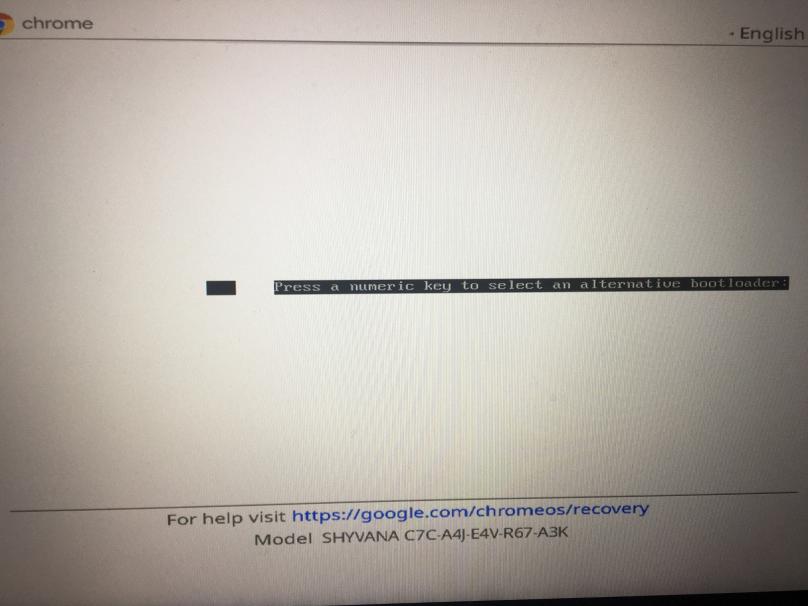 chrome
English
Press a numeric key to select an alternative bootloader:
For help visit https://google.com/chromeos/recovery
Model SHYVANA C7C-A4J-E4V-R67-A3K